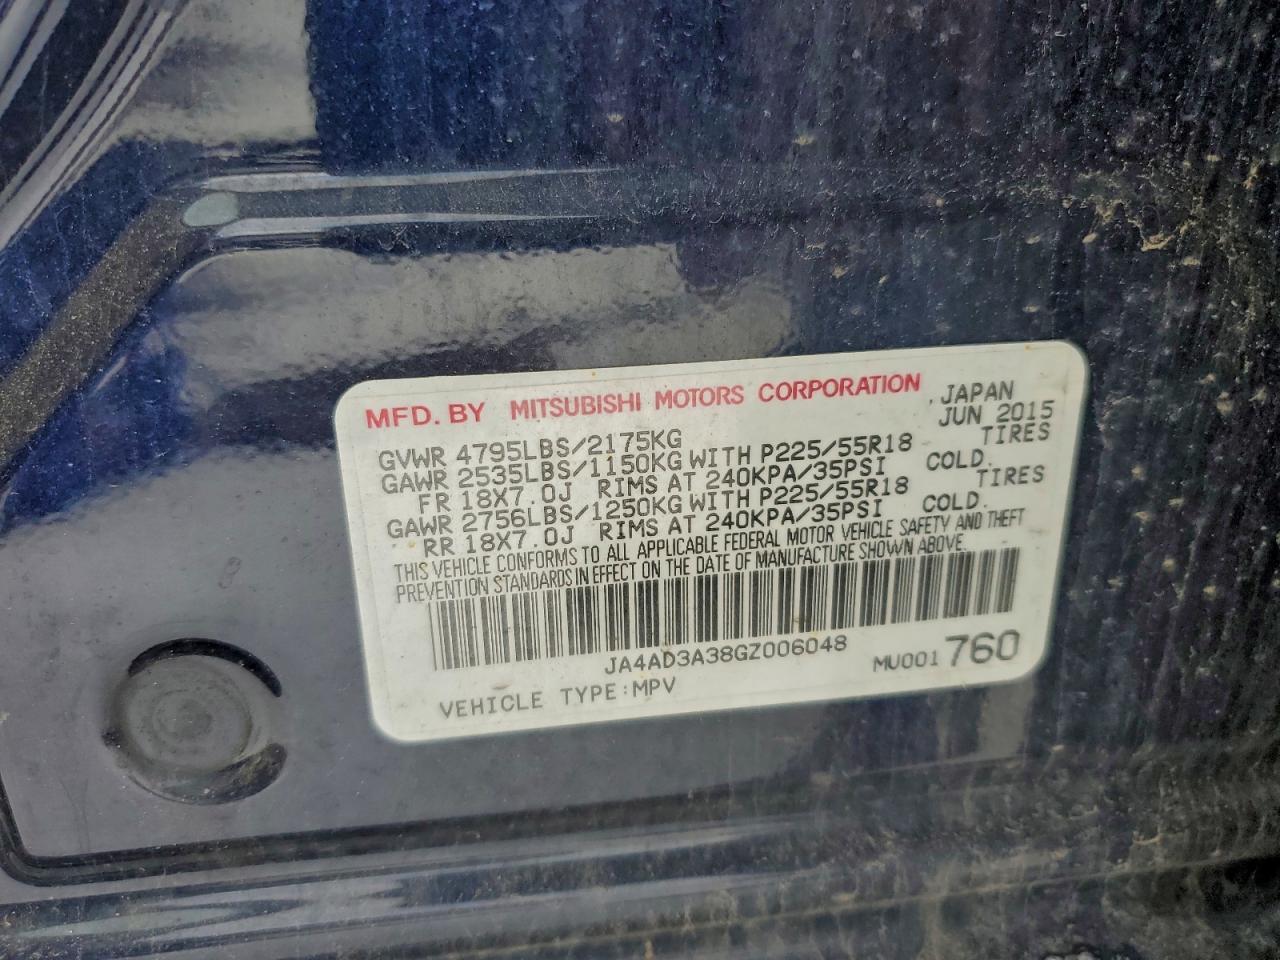 MFD. BY MITSUBISHI MOTORS CORPORATION , JAPAN
JUN 2015
GVWR 4795LBS/2175KG
GAWR 2535LBS/1150KG WITH P225/55R18 TIRES
FR 18X7.0J RIMS AT 240KPA/35PSI COLD.
GAWR 2756LBS/1250KG WITH P225/55R18 TIRES
RR 18X7.0J RIMS AT 240KPA/35PSI COLD.
THIS VEHICLE CONFORMS TO ALL APPLICABLE FEDERAL MOTOR VEHICLE SAFETY AND THEFT
PREVENTION STANDARDS IN EFFECT ON THE DATE OF MANUFACTURE SHOWN ABOVE.
JA4AD3A38GZ006048 MU001 760
VEHICLE TYPE:MPV